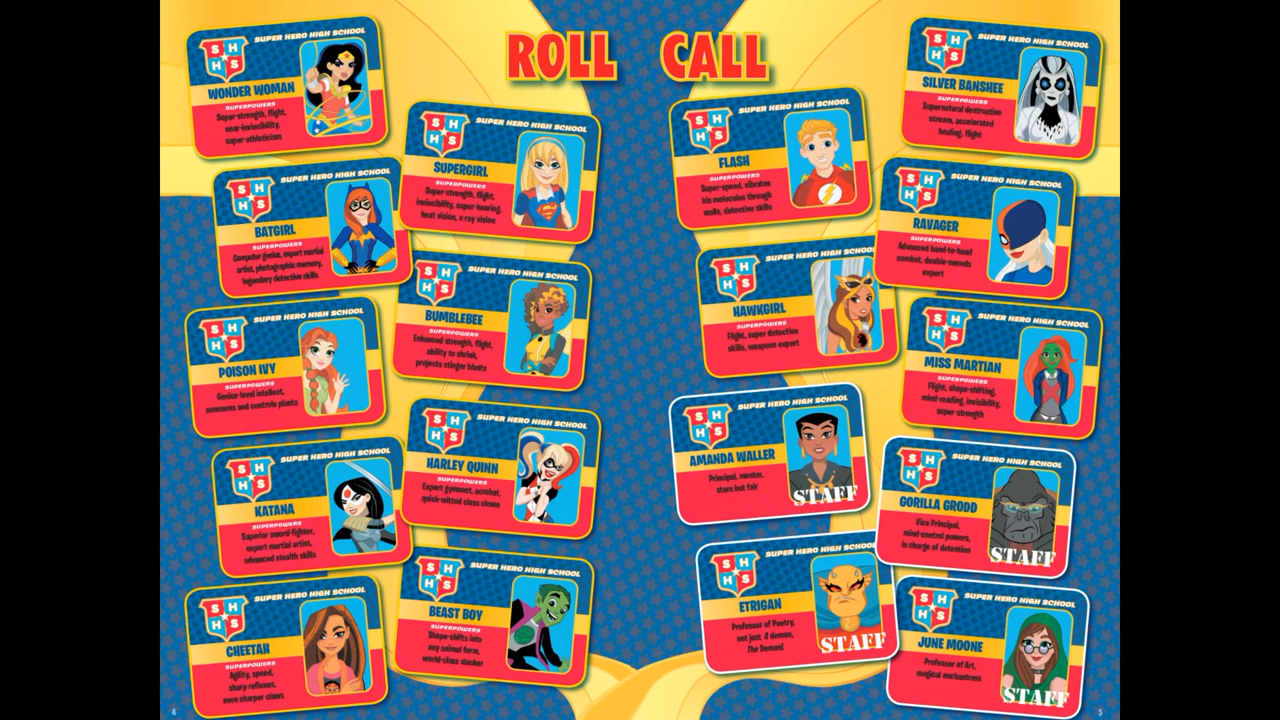 ROLL CALL
SUPER HERO HIGH SCHOOL
S H
H S
WONDER WOMAN
SUPERPOWERS
Super-strength, flight,
near-invincibility,
super-athleticism
SUPER HERO HIGH SCHOOL
S H
H S
SUPERGIRL
SUPERPOWERS
Super-strength, flight,
invincibility, super-hearing,
heat vision, x-ray vision
SUPER HERO HIGH SCHOOL
S H
H S
BATGIRL
SUPERPOWERS
Computer genius, expert martial
artist, photographic memory,
legendary detective skills
SUPER HERO HIGH SCHOOL
S H
H S
BUMBLEBEE
SUPERPOWERS
Enhanced strength, flight,
ability to shrink,
projects stinger blasts
SUPER HERO HIGH SCHOOL
S H
H S
POISON IVY
SUPERPOWERS
Genius-level intellect,
summons and controls plants
SUPER HERO HIGH SCHOOL
S H
H S
HARLEY QUINN
SUPERPOWERS
Expert gymnast, acrobat,
quick-witted class clown
SUPER HERO HIGH SCHOOL
S H
H S
KATANA
SUPERPOWERS
Superior sword-fighter,
expert martial artist,
advanced stealth skills
SUPER HERO HIGH SCHOOL
S H
H S
BEAST BOY
SUPERPOWERS
Shape-shifts into
any animal form,
world-class slacker
SUPER HERO HIGH SCHOOL
S H
H S
CHEETAH
SUPERPOWERS
Agility, speed,
sharp reflexes,
even sharper claws
4
SUPER HERO HIGH SCHOOL
S H
H S
FLASH
SUPERPOWERS
Super-speed, vibrates
his molecules through
walls, detective skills
SUPER HERO HIGH SCHOOL
S H
H S
SILVER BANSHEE
SUPERPOWERS
Supernatural destructive
scream, accelerated
healing, flight
SUPER HERO HIGH SCHOOL
S H
H S
HAWKGIRL
SUPERPOWERS
Flight, super detective
skills, weapons expert
SUPER HERO HIGH SCHOOL
S H
H S
RAVAGER
SUPERPOWERS
Advanced hand-to-hand
combat, double-swords
expert
SUPER HERO HIGH SCHOOL
S H
H S
MISS MARTIAN
SUPERPOWERS
Flight, shape-shifting,
mind-reading, invisibility,
super-strength
SUPER HERO HIGH SCHOOL
S H
H S
AMANDA WALLER
Principal, mentor,
stern but fair
STAFF
SUPER HERO HIGH SCHOOL
S H
H S
GORILLA GRODD
Vice Principal,
mind-control powers,
in charge of detention
STAFF
SUPER HERO HIGH SCHOOL
S H
H S
ETRIGAN
Professor of Poetry,
not just A demon,
The Demon!
STAFF
SUPER HERO HIGH SCHOOL
S H
H S
JUNE MOONE
Professor of Art,
magical enchantress
STAFF
5